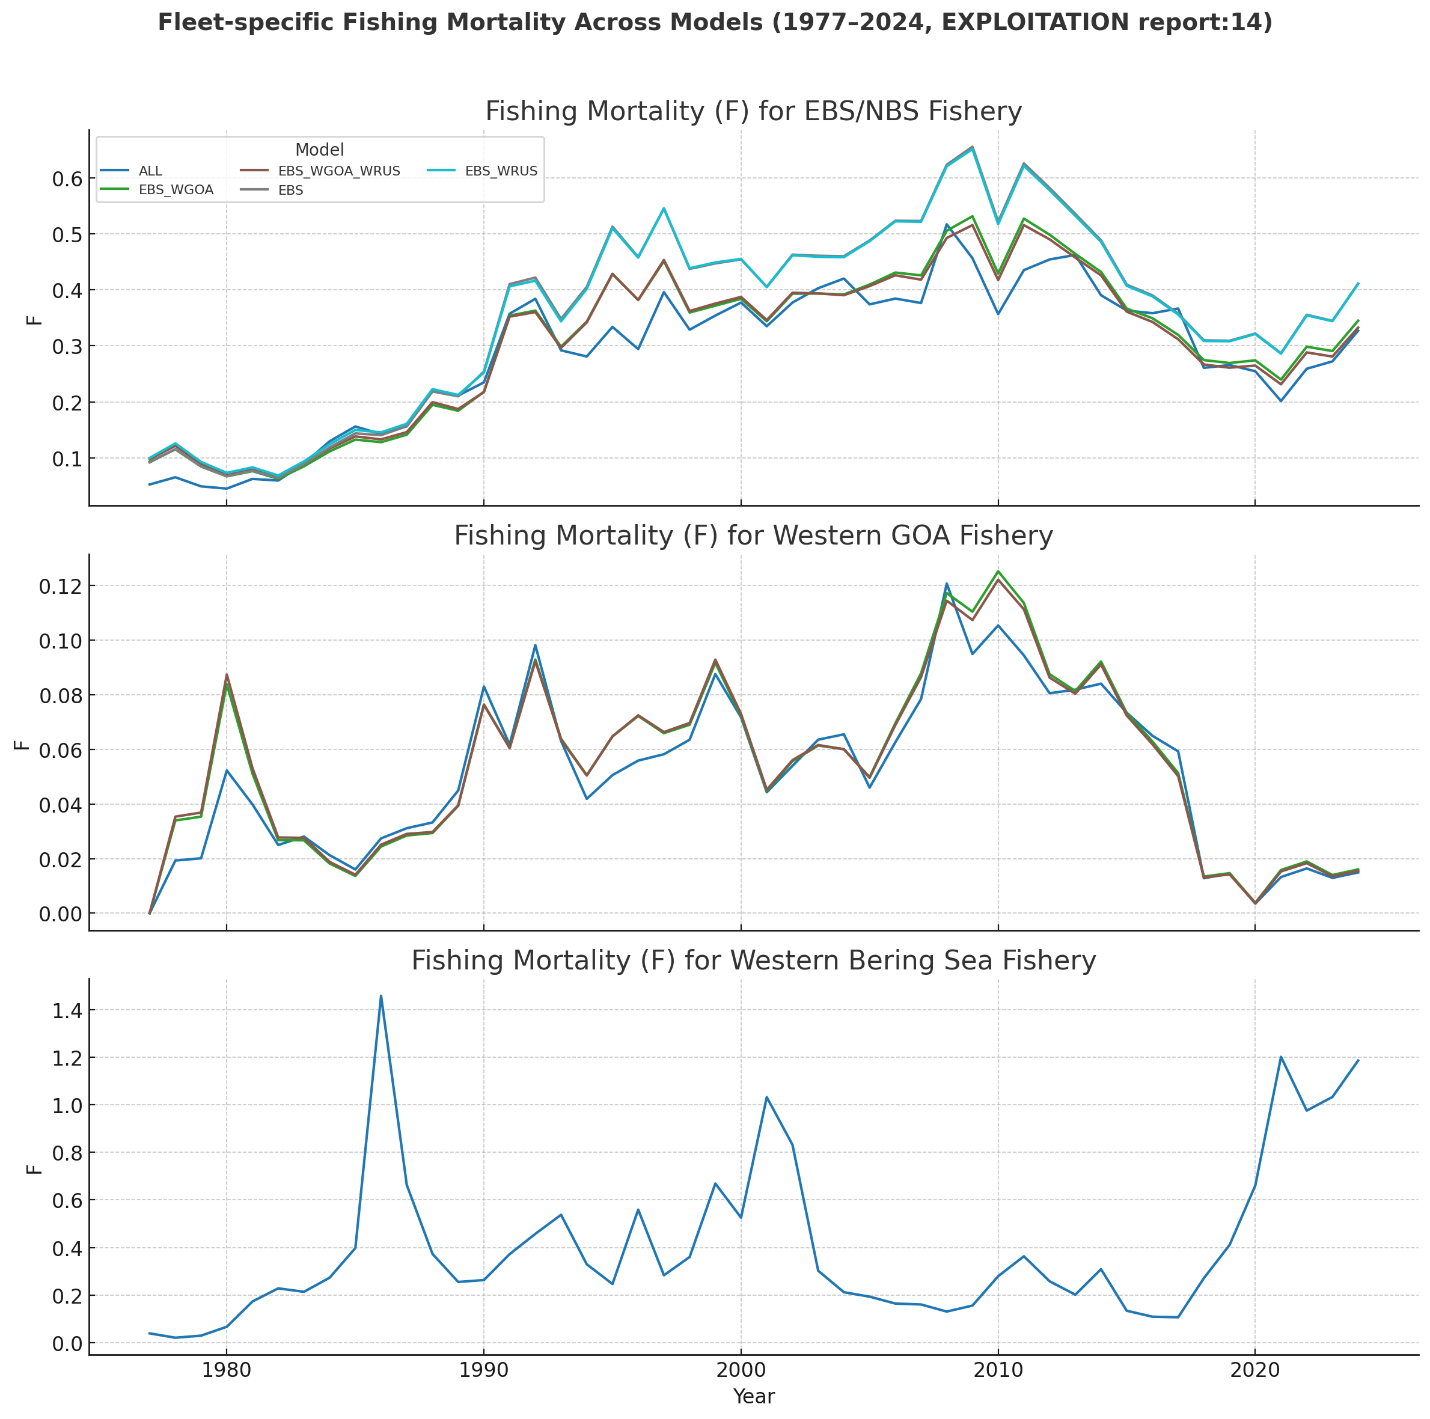 Fleet-specific Fishing Mortality Across Models (1977–2024, EXPLOITATION report:14)
Fishing Mortality (F) for EBS/NBS Fishery
Model
ALL
EBS_WGOA
EBS_WGOA_WRUS
EBS
EBS_WRUS
0.6
0.5
0.4
0.3
0.2
0.1
F
Fishing Mortality (F) for Western GOA Fishery
0.12
0.10
0.08
0.06
0.04
0.02
0.00
F
Fishing Mortality (F) for Western Bering Sea Fishery
1.4
1.2
1.0
0.8
0.6
0.4
0.2
0.0
F
1980 1990 2000 2010 2020
Year